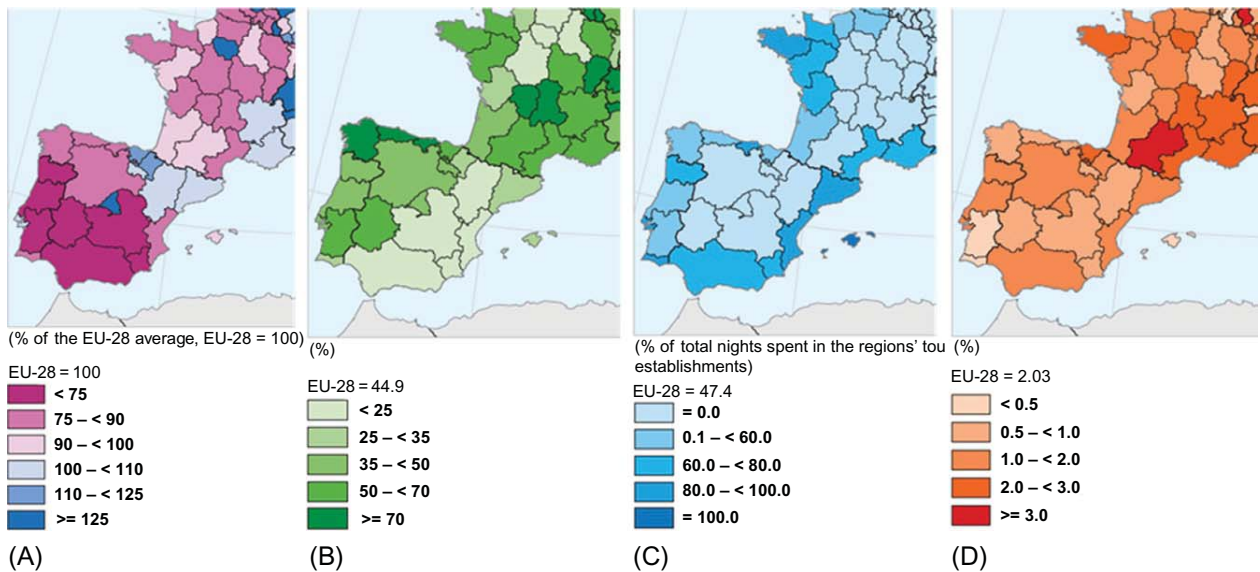 (% of the EU-28 average, EU-28 = 100)
EU-28 = 100
< 75
75 – < 90
90 – < 100
100 – < 110
110 – < 125
>= 125
(A)
(%)
EU-28 = 44.9
< 25
25 – < 35
35 – < 50
50 – < 70
>= 70
(B)
(% of total nights spent in the regions' tou
establishments)
EU-28 = 47.4
= 0.0
0.1 – < 60.0
60.0 – < 80.0
80.0 – < 100.0
= 100.0
(C)
(%)
EU-28 = 2.03
< 0.5
0.5 – < 1.0
1.0 – < 2.0
2.0 – < 3.0
>= 3.0
(D)